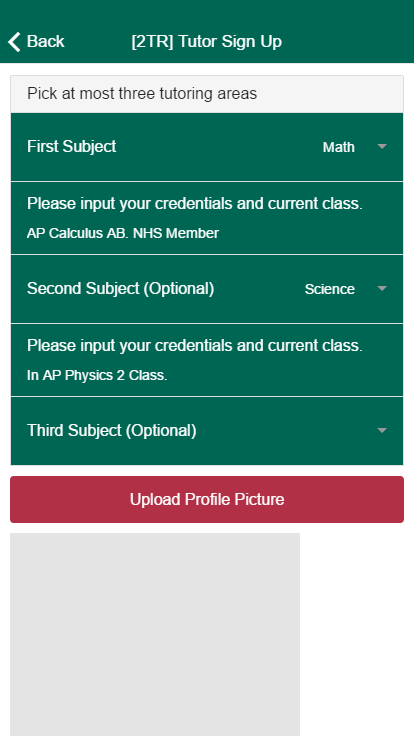 Back
[2TR] Tutor Sign Up
Pick at most three tutoring areas
First Subject
Math
Please input your credentials and current class.
AP Calculus AB. NHS Member
Second Subject (Optional)
Science
Please input your credentials and current class.
In AP Physics 2 Class.
Third Subject (Optional)
Upload Profile Picture